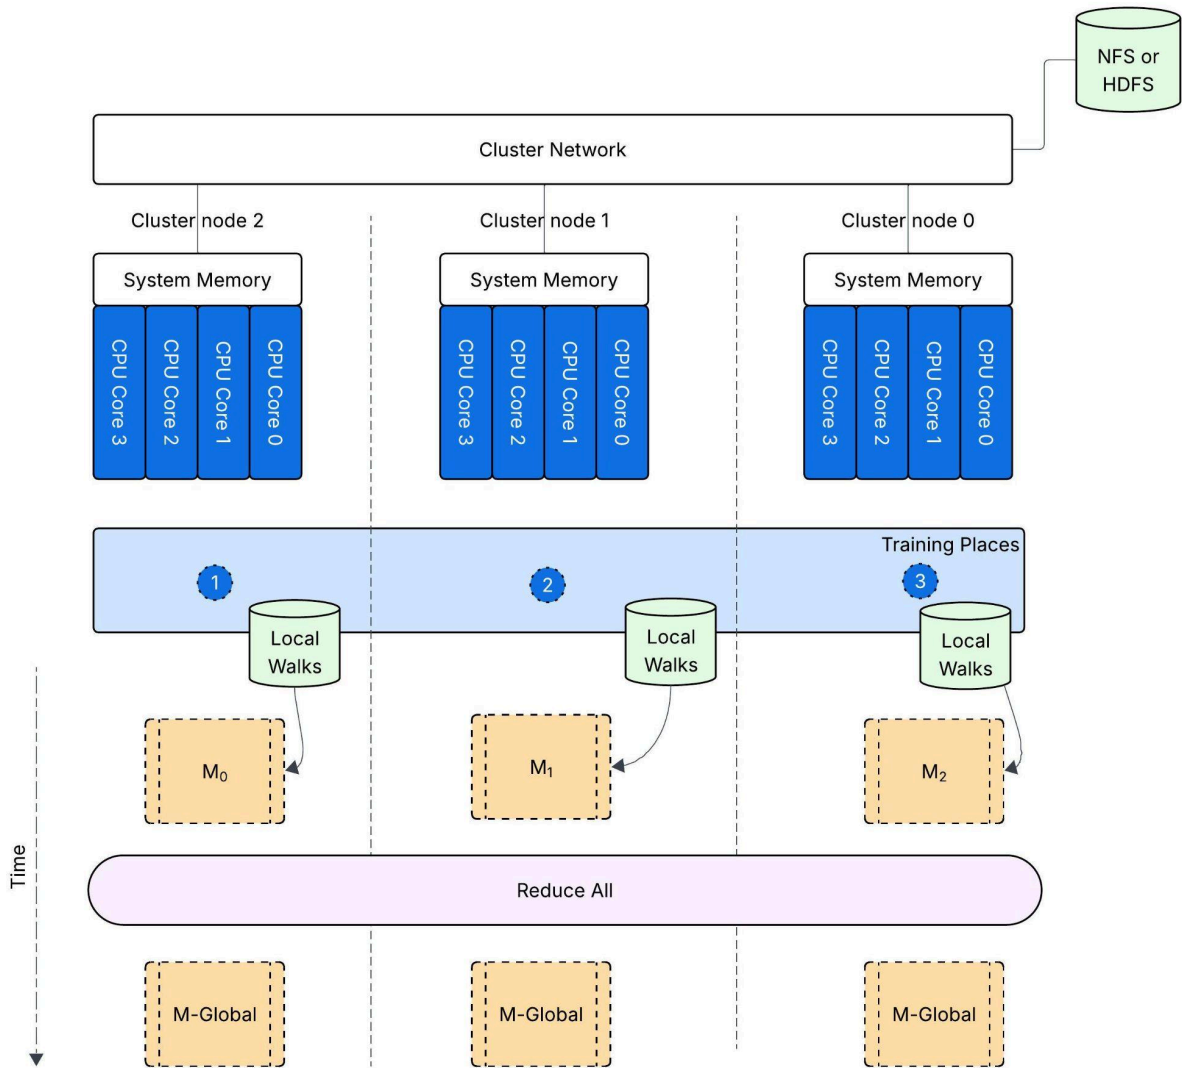 NFS or
HDFS
Cluster Network
Cluster node 2
Cluster node 1
Cluster node 0
System Memory
System Memory
System Memory
CPU Core 3
CPU Core 2
CPU Core 1
CPU Core 0
CPU Core 3
CPU Core 2
CPU Core 1
CPU Core 0
CPU Core 3
CPU Core 2
CPU Core 1
CPU Core 0
Training Places
1
2
3
Local
Walks
Local
Walks
Local
Walks
M₀
M₁
M₂
Time
Reduce All
M-Global
M-Global
M-Global